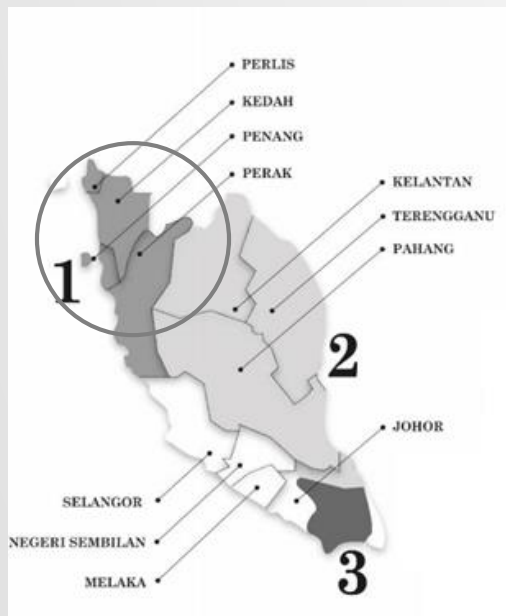 PERLIS
KEDAH
PENANG
PERAK
KELANTAN
TERENGGANU
PAHANG
1
2
JOHOR
SELANGOR
NEGERI SEMBILAN
MELAKA
3